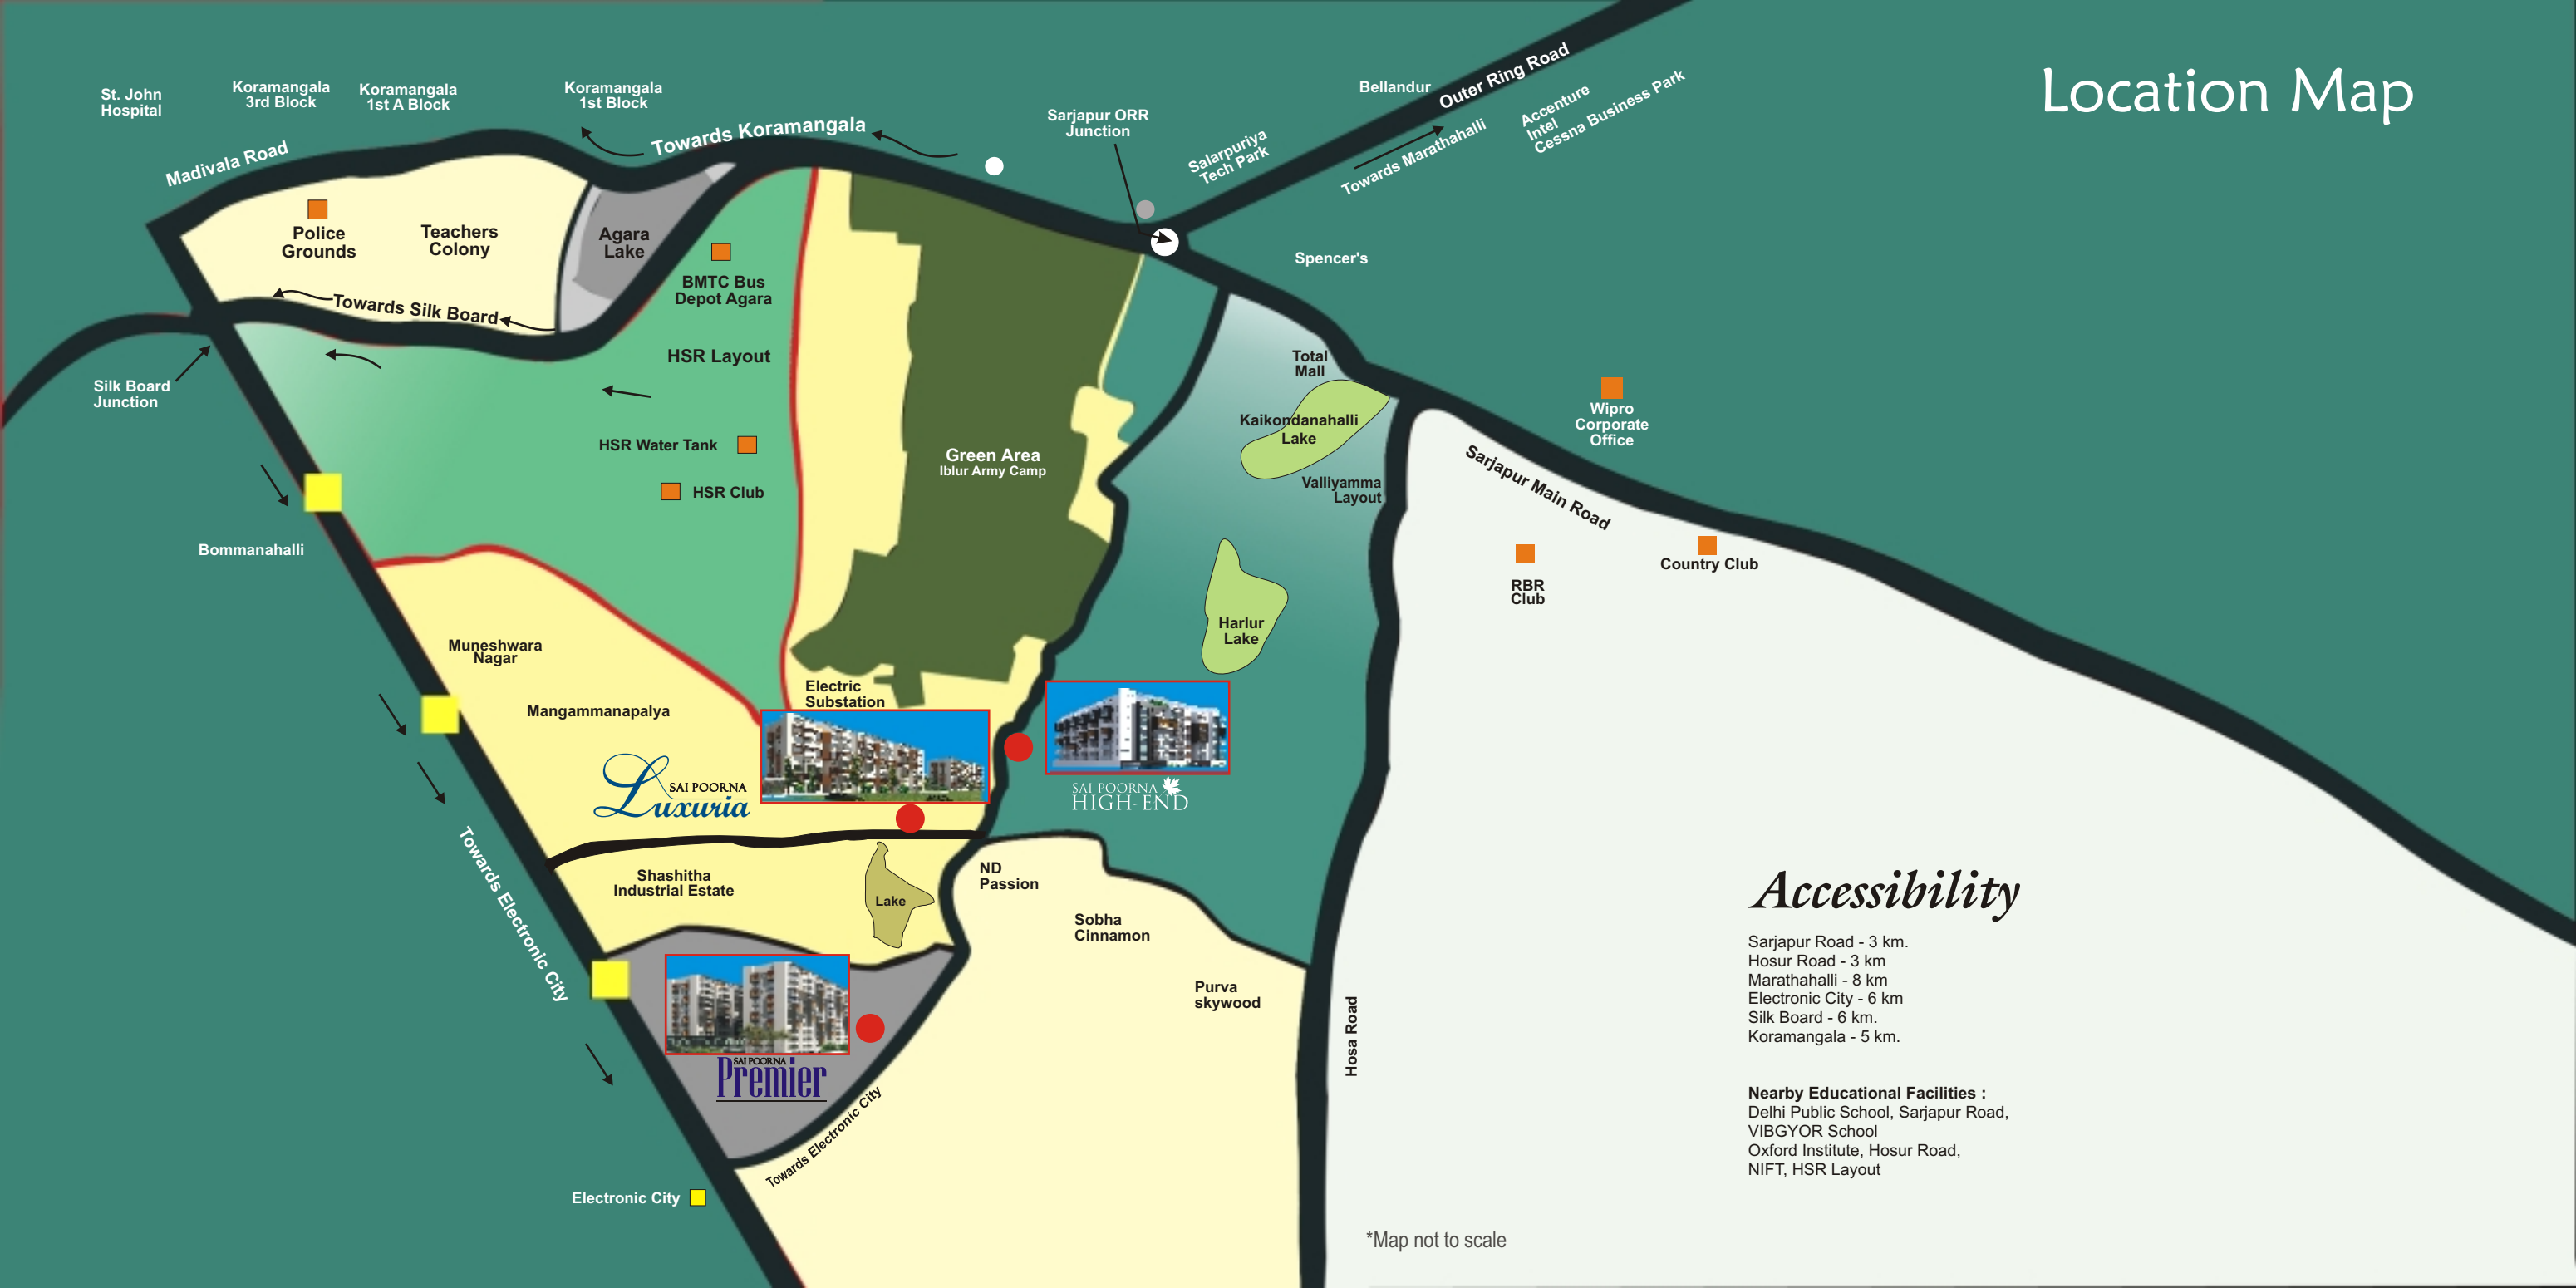 Location Map
St. John
Hospital
Koramangala
3rd Block
Koramangala
1st A Block
Koramangala
1st Block
Madivala Road
Towards Koramangala
Sarjapur ORR
Junction
Salarpuriya
Tech Park
Bellandur
Outer Ring Road
Towards Marathahalli
Accenture
Intel
Cessna Business Park
Spencer's
Police
Grounds
Teachers
Colony
Agara
Lake
Towards Silk Board
BMTC Bus
Depot Agara
HSR Layout
Silk Board
Junction
HSR Water Tank
HSR Club
Bommanahalli
Green Area
Iblur Army Camp
Total
Mall
Kaikondanahalli
Lake
Valliyamma
Layout
Wipro
Corporate
Office
Sarjapur Main Road
RBR
Club
Country Club
Harlur
Lake
Muneshwara
Nagar
Mangammanapalya
Electric
Substation
SAI POORNA
Luxuria
SAI POORNA
HIGH-END
Towards Electronic City
Shashitha
Industrial Estate
Lake
ND
Passion
Sobha
Cinnamon
Purva
skywood
Hosa Road
SAI POORNA
Premier
Towards Electronic City
Electronic City
Accessibility
Sarjapur Road - 3 km.
Hosur Road - 3 km
Marathahalli - 8 km
Electronic City - 6 km
Silk Board - 6 km.
Koramangala - 5 km.
Nearby Educational Facilities :
Delhi Public School, Sarjapur Road,
VIBGYOR School
Oxford Institute, Hosur Road,
NIFT, HSR Layout
*Map not to scale